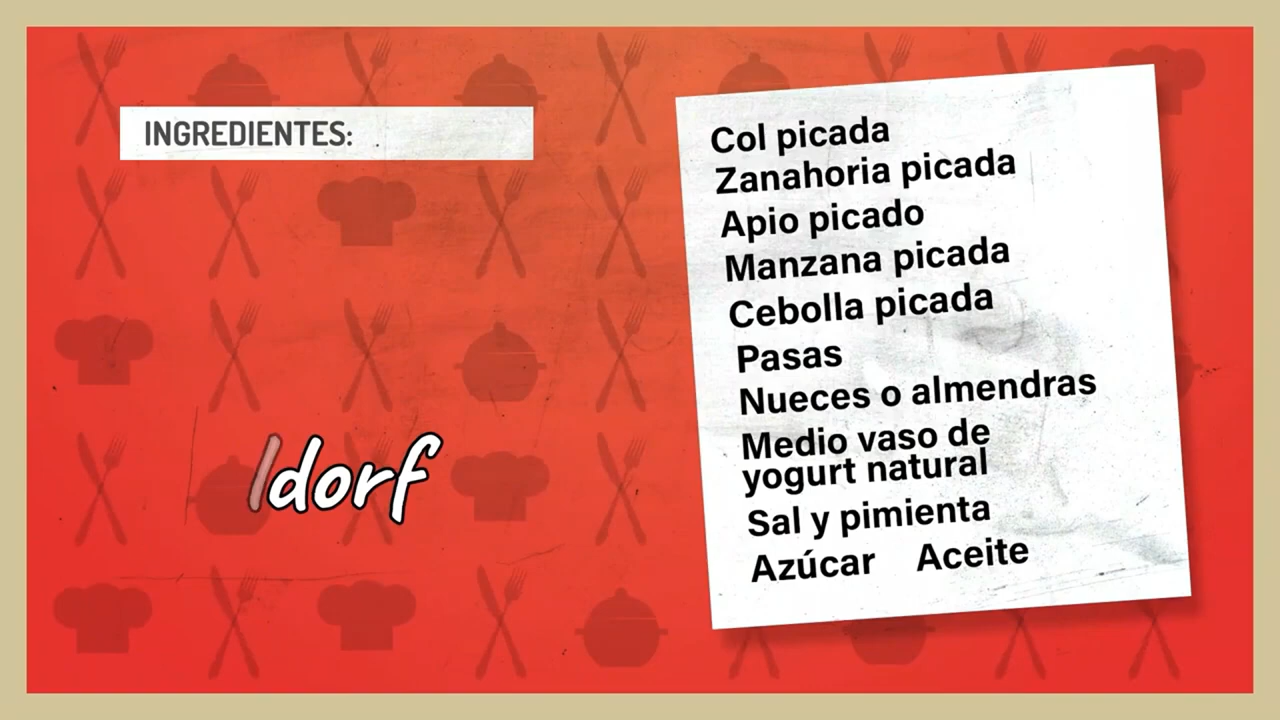 INGREDIENTES:
ldorf
Col picada
Zanahoria picada
Apio picado
Manzana picada
Cebolla picada
Pasas
Nueces o almendras
Medio vaso de
yogurt natural
Sal y pimienta
Azúcar Aceite